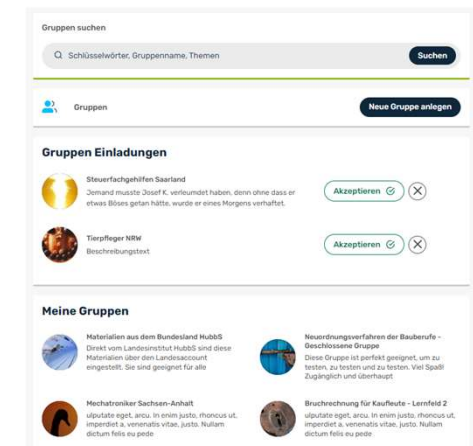 Gruppen suchen
Schlüsselwörter, Gruppenname, Themen
Suchen
Gruppen
Neue Gruppe anlegen
Gruppen Einladungen
Steuerfachgehilfen Saarland
Jemand musste Josef K. verleumdet haben, denn ohne dass er
etwas Böses getan hätte, wurde er eines Morgens verhaftet.
Akzeptieren
Tierpfleger NRW
Beschreibungstext
Akzeptieren
Meine Gruppen
Materialien aus dem Bundesland HubbS
Direkt vom Landesinstitut HubbS sind diese
Materialien über den Landesaccount
eingestellt. Sie sind geeignet für alle
Neuordnungsverfahren der Bauberufe -
Geschlossene Gruppe
Diese Gruppe ist perfekt geeignet, um zu
testen, zu testen und zu testen. Viel Spaß!
Zugänglich und überhaupt
Mechatroniker Sachsen-Anhalt
ulputate eget, arcu. In enim justo, rhoncus ut,
imperdiet a, venenatis vitae, justo. Nullam
dictum felis eu pede
Bruchrechnung für Kaufleute - Lernfeld 2
ulputate eget, arcu. In enim justo, rhoncus ut,
imperdiet a, venenatis vitae, justo. Nullam
dictum felis eu pede